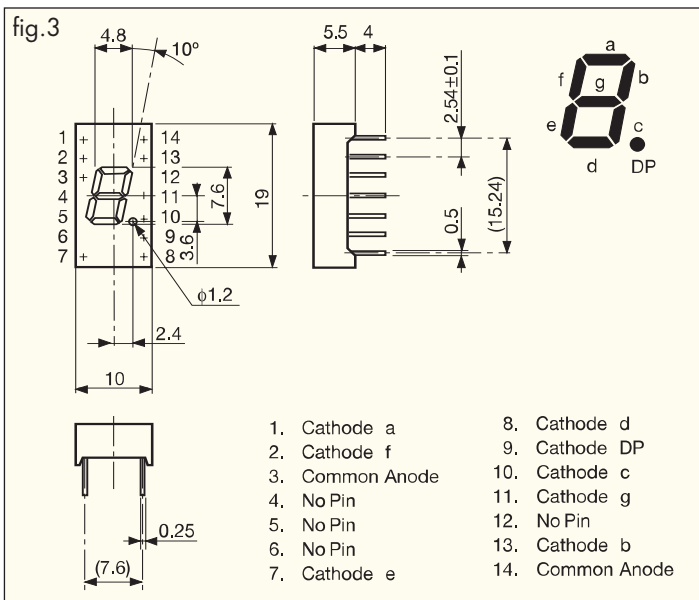 fig.3
4.8
10°
5.5
4
2.54±0.1
a
f
g
b
e
c
d
DP
1
14
2
13
3
12
4
11
5
10
6
9
7
8
7.6
3.6
19
0.5
(15.24)
φ1.2
2.4
10
0.25
(7.6)
1. Cathode a
2. Cathode f
3. Common Anode
4. No Pin
5. No Pin
6. No Pin
7. Cathode e
8. Cathode d
9. Cathode DP
10. Cathode c
11. Cathode g
12. No Pin
13. Cathode b
14. Common Anode